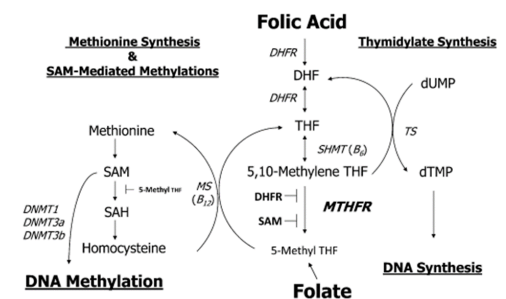 Folic Acid
Methionine Synthesis
&
SAM-Mediated Methylations
Thymidylate Synthesis
DHFR
DHF
DHFR
THF
SHMT (B6)
5,10-Methylene THF
dUMP
TS
dTMP
Methionine
SAM
5-Methyl THF
SAH
Homocysteine
DNMT1
DNMT3a
DNMT3b
MS
(B12)
DHFR
SAM
MTHFR
5-Methyl THF
DNA Methylation
Folate
DNA Synthesis